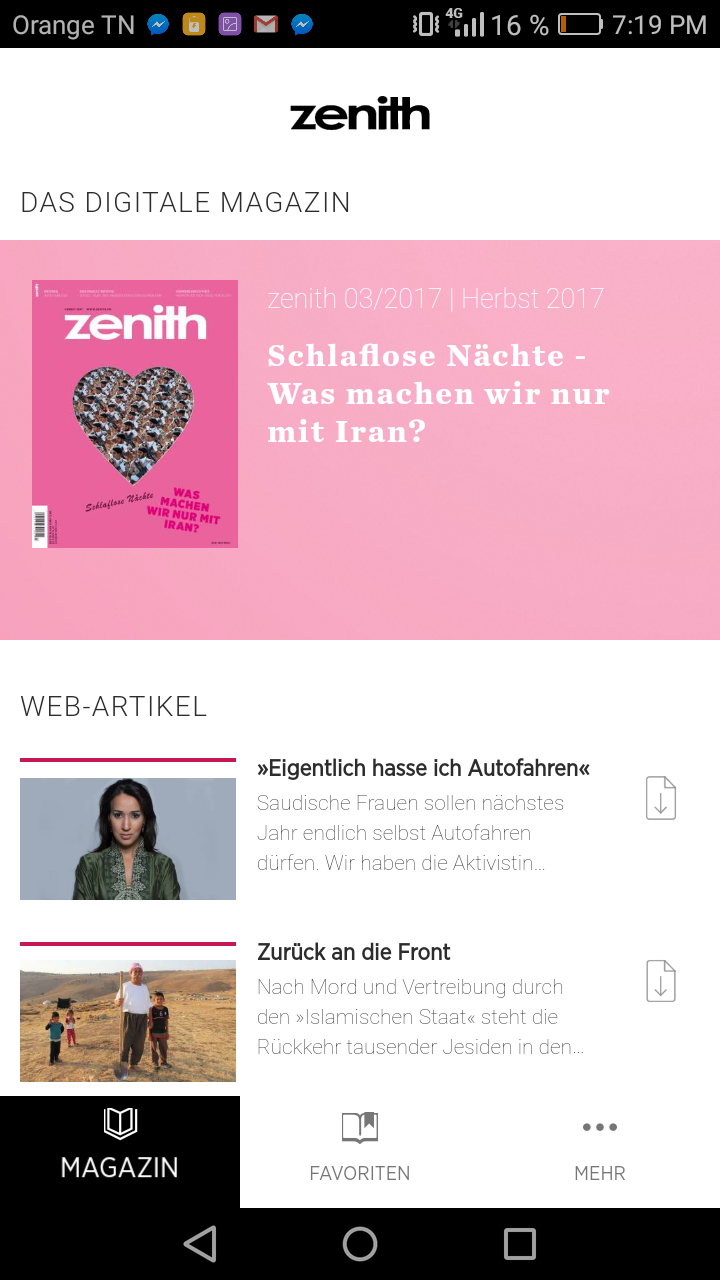 Orange TN 4G 16 % 7:19 PM
zenith
DAS DIGITALE MAGAZIN
zenith
Schlaflose Nächte
WAS
MACHEN
WIR NUR MIT
IRAN?
zenith 03/2017 | Herbst 2017
Schlaflose Nächte -
Was machen wir nur
mit Iran?
WEB-ARTIKEL
»Eigentlich hasse ich Autofahren«
Saudische Frauen sollen nächstes
Jahr endlich selbst Autofahren
dürfen. Wir haben die Aktivistin...
Zurück an die Front
Nach Mord und Vertreibung durch
den »Islamischen Staat« steht die
Rückkehr tausender Jesiden in den...
MAGAZIN
FAVORITEN
MEHR